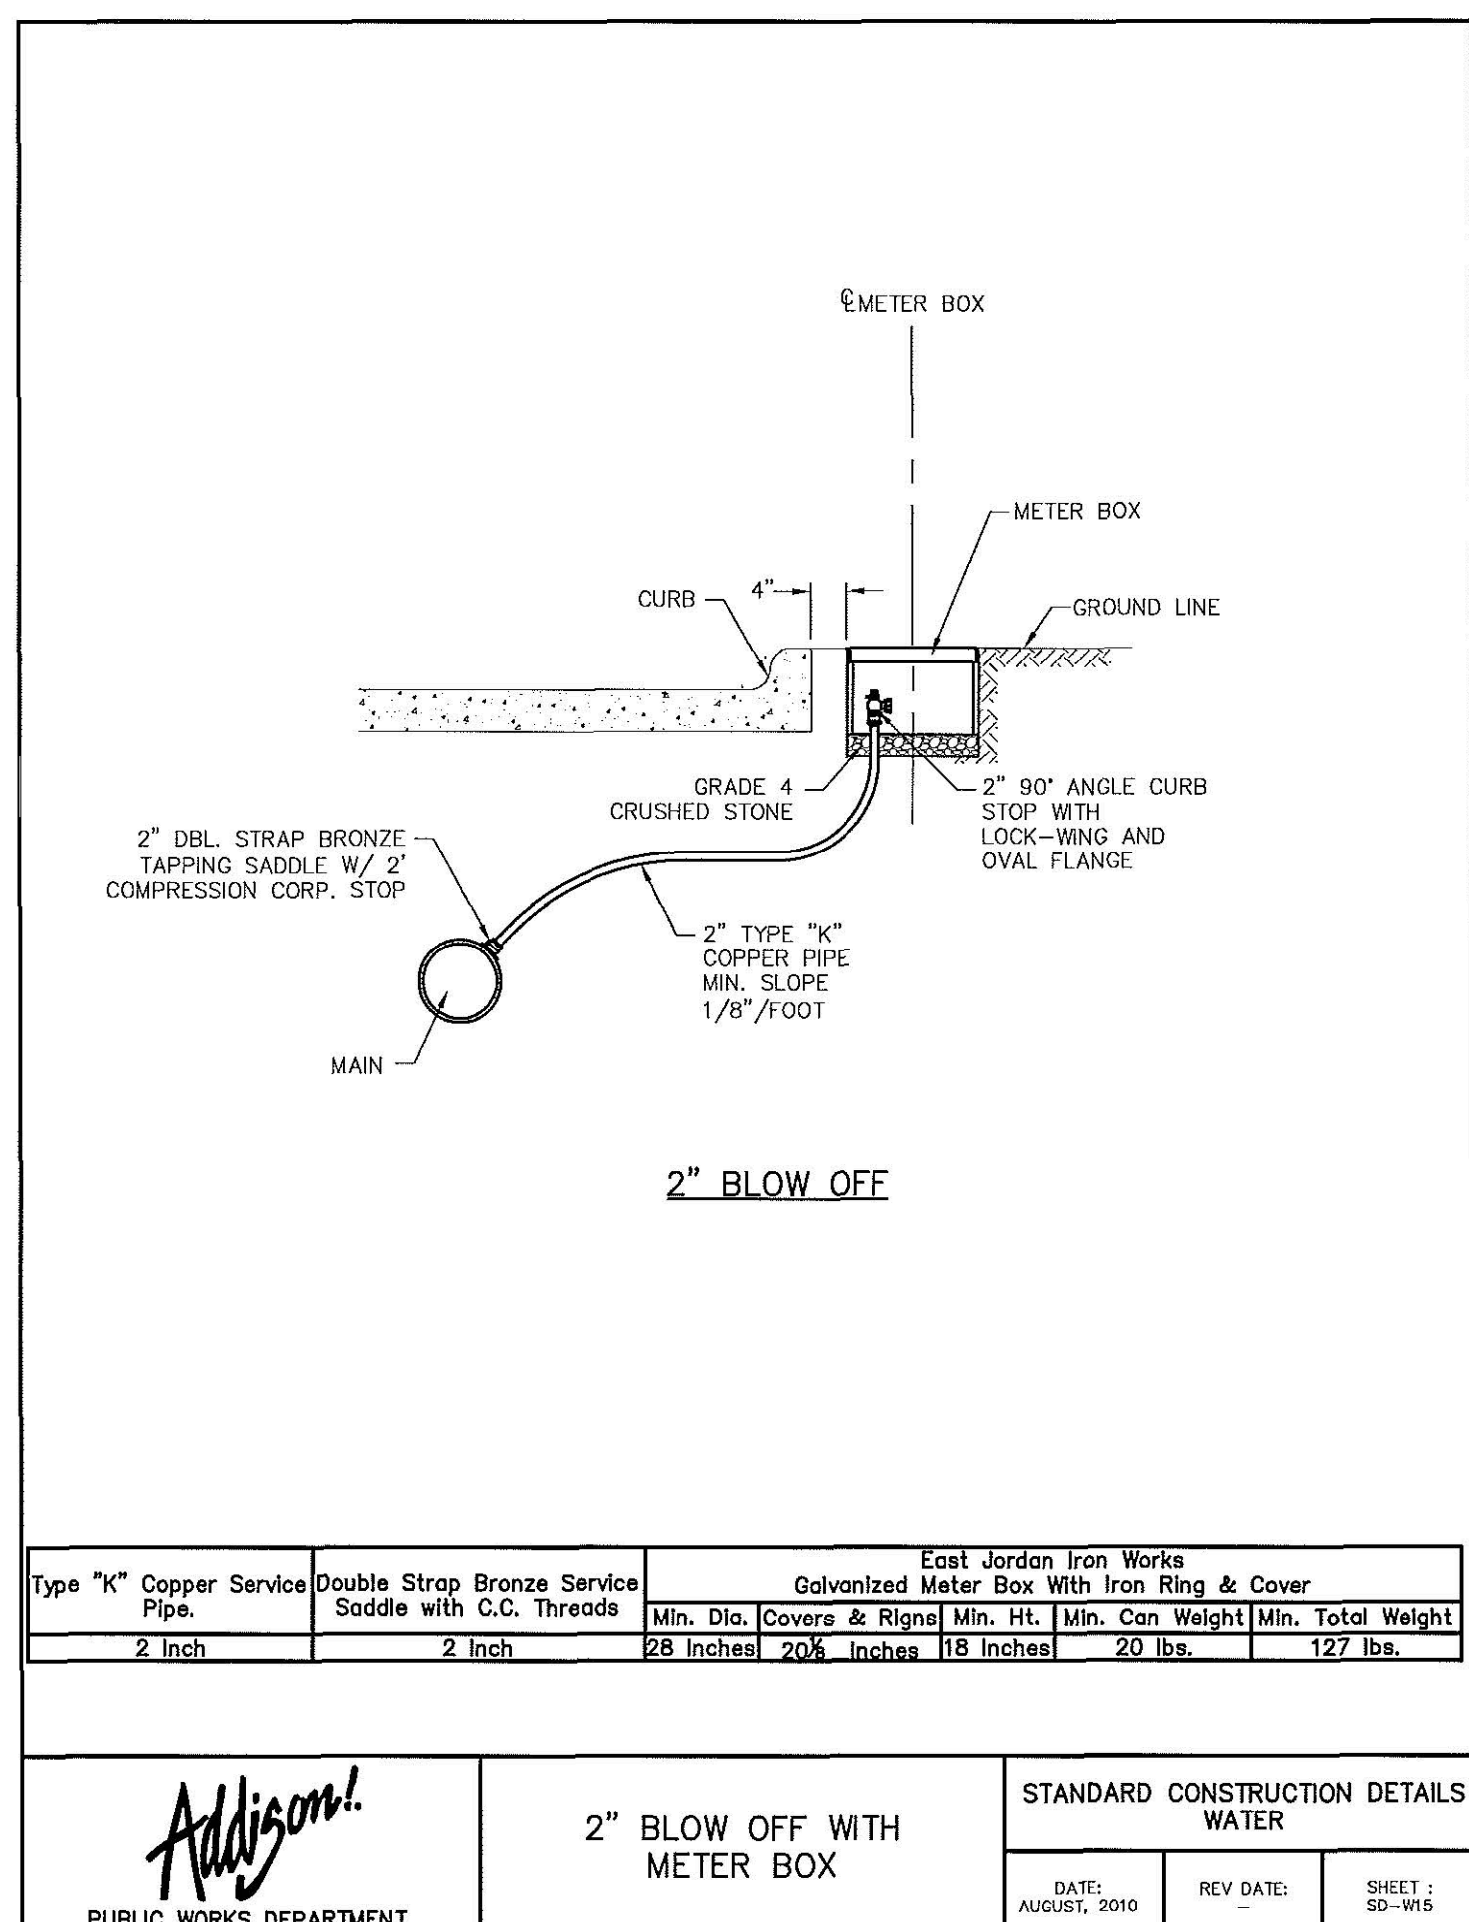 ℄ METER BOX
METER BOX
4"
CURB
GROUND LINE
GRADE 4
CRUSHED STONE
2" 90° ANGLE CURB
STOP WITH
LOCK-WING AND
OVAL FLANGE
2" DBL. STRAP BRONZE
TAPPING SADDLE W/ 2'
COMPRESSION CORP. STOP
2" TYPE "K"
COPPER PIPE
MIN. SLOPE
1/8"/FOOT
MAIN
2" BLOW OFF
Type "K" Copper Service
Pipe.
Double Strap Bronze Service
Saddle with C.C. Threads
East Jordan Iron Works
Galvanized Meter Box With Iron Ring & Cover
Min. Dia. Covers & Rigns Min. Ht. Min. Can Weight Min. Total Weight
2 Inch 2 Inch 28 Inches 20 Inches 18 Inches 20 lbs. 127 lbs.
Addison!
PUBLIC WORKS DEPARTMENT
2" BLOW OFF WITH
METER BOX
STANDARD CONSTRUCTION DETAILS
WATER
DATE:
AUGUST, 2010
REV DATE:
–
SHEET :
SD-W15